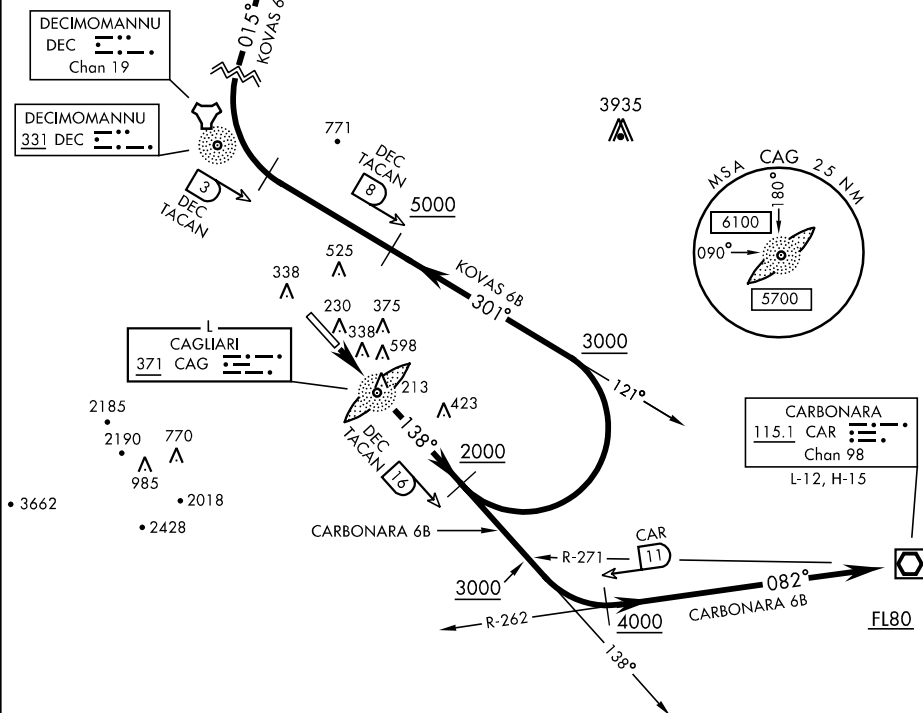 015°
KOVAS 6
DECIMOMANNU
DEC
Chan 19
DECIMOMANNU
331 DEC
3
DEC
TACAN
771
DEC
TACAN
8
5000
3935
MSA CAG 25 NM
180°
6100
090°
5700
KOVAS 6B
301°
3000
121°
525
338
230
375
338
598
213
423
L
CAGLIARI
371 CAG
138°
DEC
TACAN
16
2000
2185
2190
770
985
2018
3662
2428
CARBONARA
115.1 CAR
Chan 98
L-12, H-15
CARBONARA 6B
R-271
CAR
11
3000
082°
CARBONARA 6B
R-262
4000
FL80
138°